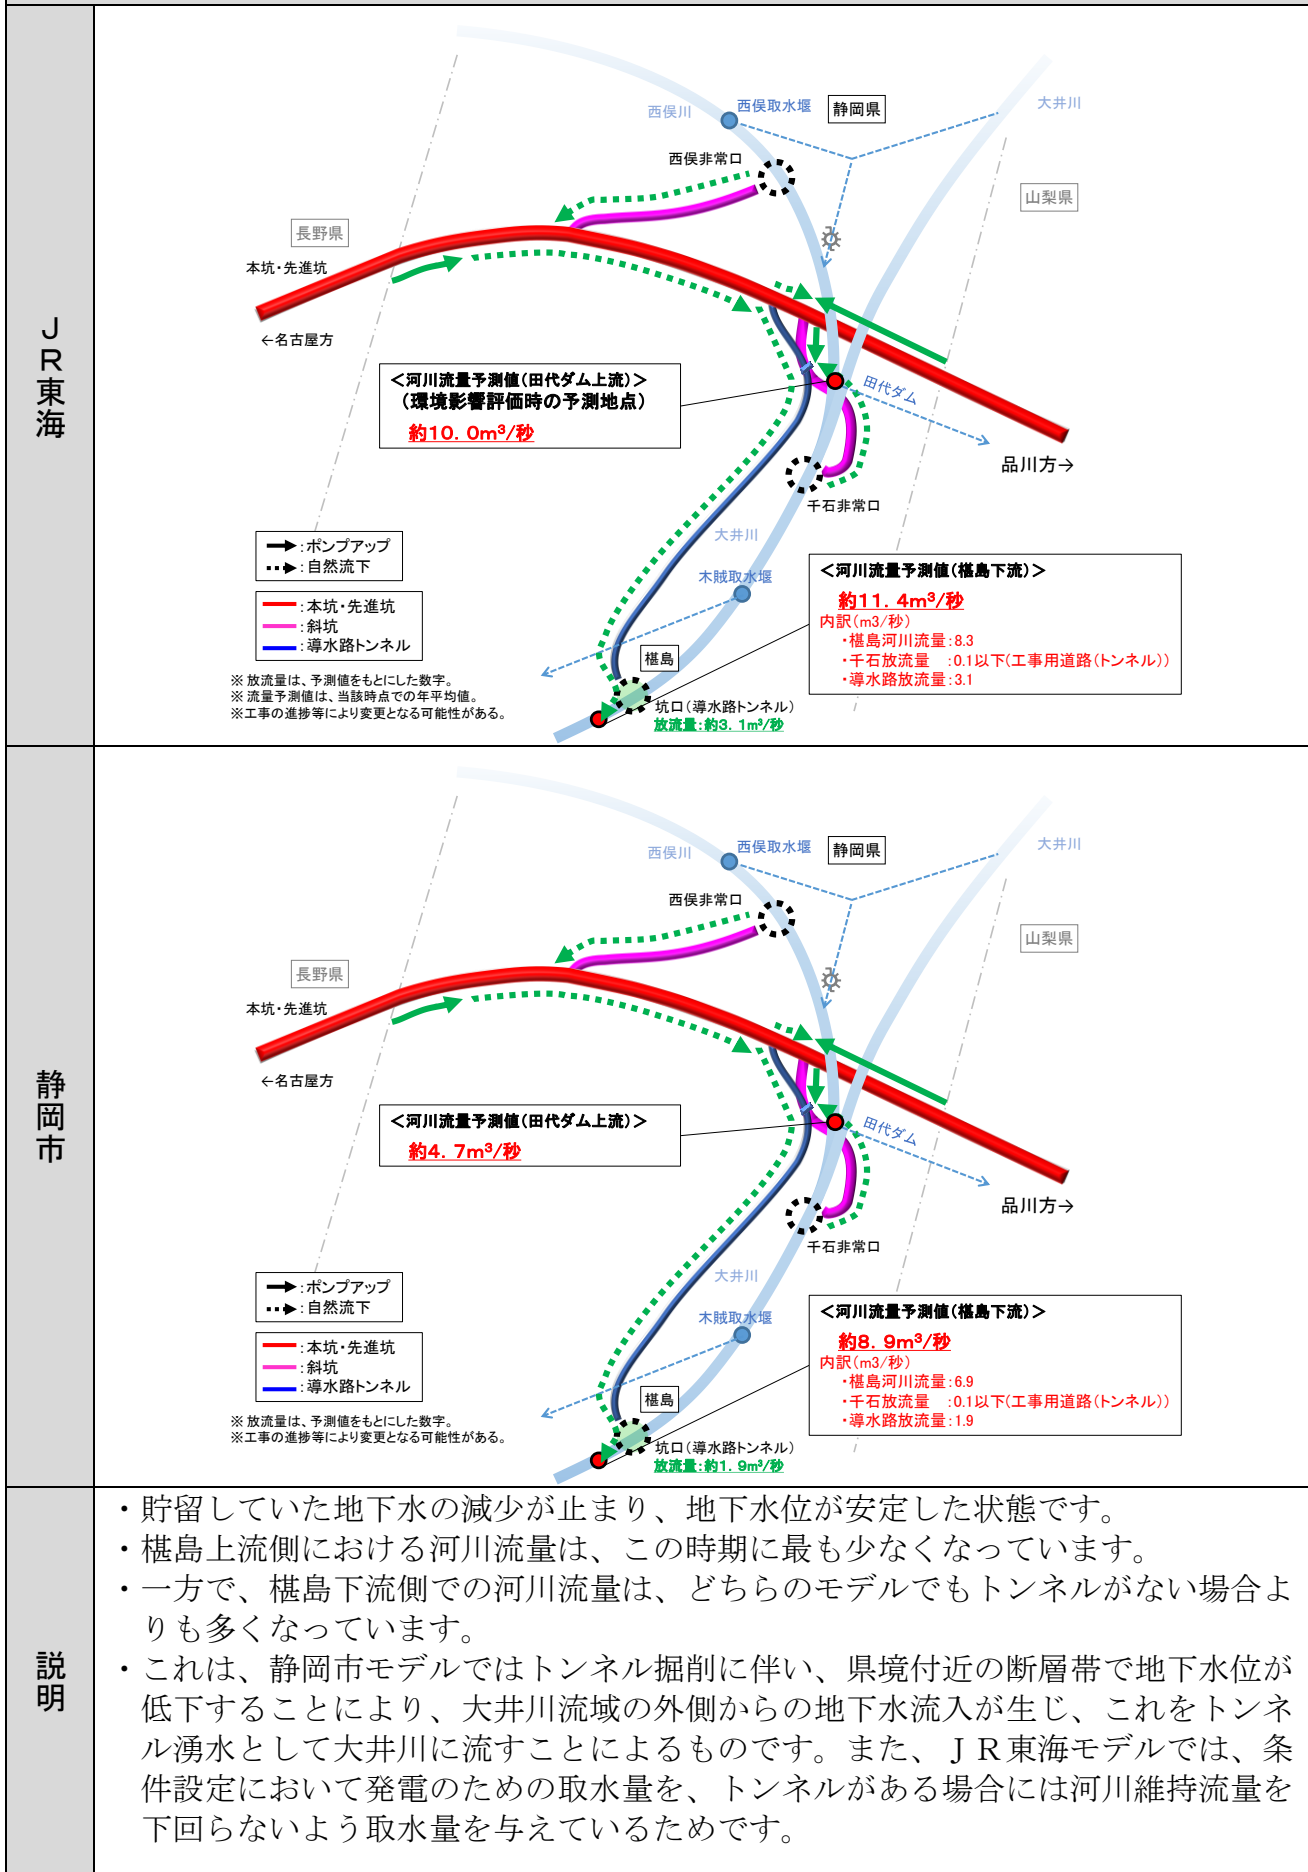 JR東海
西俣川
西俣取水堰
静岡県
大井川
西俣非常口
山梨県
長野県
本坑・先進坑
←名古屋方
<河川流量予測値(田代ダム上流)>
(環境影響評価時の予測地点)
約10.0m³/秒
田代ダム
品川方→
千石非常口
大井川
木賊取水堰
→:ポンプアップ
┅▶:自然流下
:本坑・先進坑
:斜坑
:導水路トンネル
※ 放流量は、予測値をもとにした数字。
※ 流量予測値は、当該時点での年平均値。
※工事の進捗等により変更となる可能性がある。
<河川流量予測値(椹島下流)>
約11.4m³/秒
内訳(m3/秒)
・椹島河川流量:8.3
・千石放流量 :0.1以下(工事用道路(トンネル))
・導水路放流量:3.1
椹島
坑口(導水路トンネル)
放流量:約3.1m³/秒
静岡市
西俣川
西俣取水堰
静岡県
大井川
西俣非常口
山梨県
長野県
本坑・先進坑
←名古屋方
<河川流量予測値(田代ダム上流)>
約4.7m³/秒
田代ダム
品川方→
千石非常口
大井川
木賊取水堰
→:ポンプアップ
┅▶:自然流下
:本坑・先進坑
:斜坑
:導水路トンネル
※ 放流量は、予測値をもとにした数字。
※工事の進捗等により変更となる可能性がある。
<河川流量予測値(椹島下流)>
約8.9m³/秒
内訳(m3/秒)
・椹島河川流量:6.9
・千石放流量 :0.1以下(工事用道路(トンネル))
・導水路放流量:1.9
椹島
坑口(導水路トンネル)
放流量:約1.9m³/秒
説明
・貯留していた地下水の減少が止まり、地下水位が安定した状態です。
・椹島上流側における河川流量は、この時期に最も少なくなっています。
・一方で、椹島下流側での河川流量は、どちらのモデルでもトンネルがない場合よ
りも多くなっています。
・これは、静岡市モデルではトンネル掘削に伴い、県境付近の断層帯で地下水位が
低下することにより、大井川流域の外側からの地下水流入が生じ、これをトンネ
ル湧水として大井川に流すことによるものです。また、JR東海モデルでは、条
件設定において発電のための取水量を、トンネルがある場合には河川維持流量を
下回らないよう取水量を与えているためです。